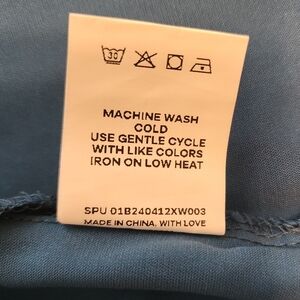 30
MACHINE WASH
COLD
USE GENTLE CYCLE
WITH LIKE COLORS
IRON ON LOW HEAT
SPU 01B240412XW003
MADE IN CHINA, WITH LOVE